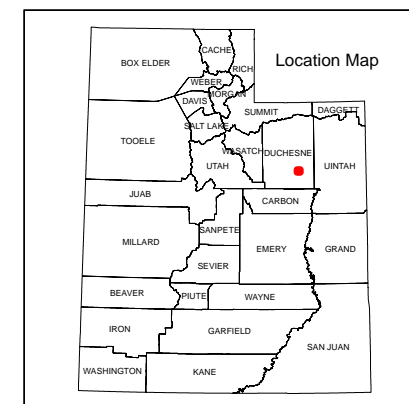 Location Map
BOX ELDER
CACHE
RICH
WEBER
MORGAN
DAVIS
SUMMIT
DAGGETT
SALT LAKE
TOOELE
WASATCH
DUCHESNE
UTAH
UINTAH
JUAB
CARBON
SANPETE
MILLARD
EMERY
GRAND
SEVIER
BEAVER
PIUTE
WAYNE
IRON
GARFIELD
SAN JUAN
WASHINGTON
KANE